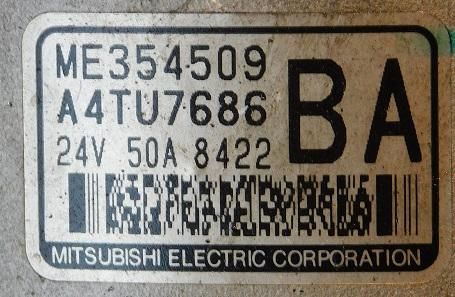 ME354509
A4TU7686
BA
24V 50A 8422
MITSUBISHI ELECTRIC CORPORATION